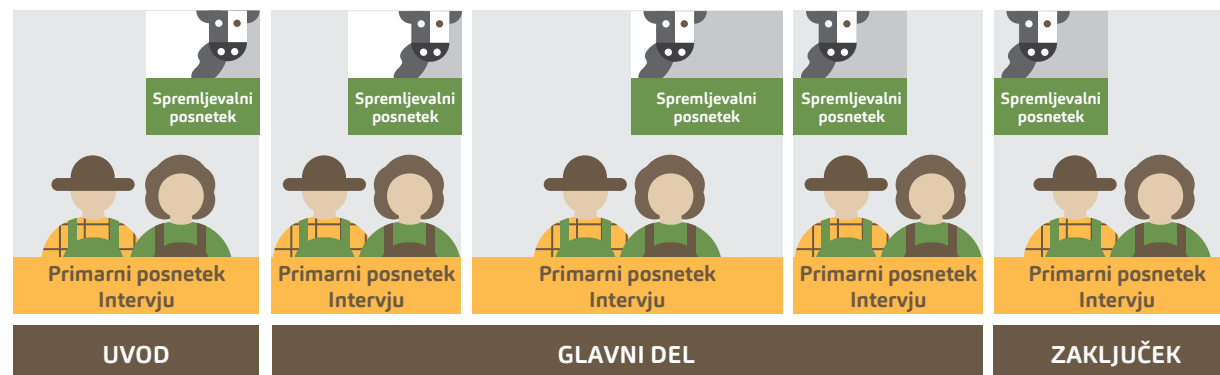 Spremljevalni
posnetek
Spremljevalni
posnetek
Spremljevalni
posnetek
Spremljevalni
posnetek
Spremljevalni
posnetek
Primarni posnetek
Intervju
Primarni posnetek
Intervju
Primarni posnetek
Intervju
Primarni posnetek
Intervju
Primarni posnetek
Intervju
UVOD
GLAVNI DEL
ZAKLJUČEK